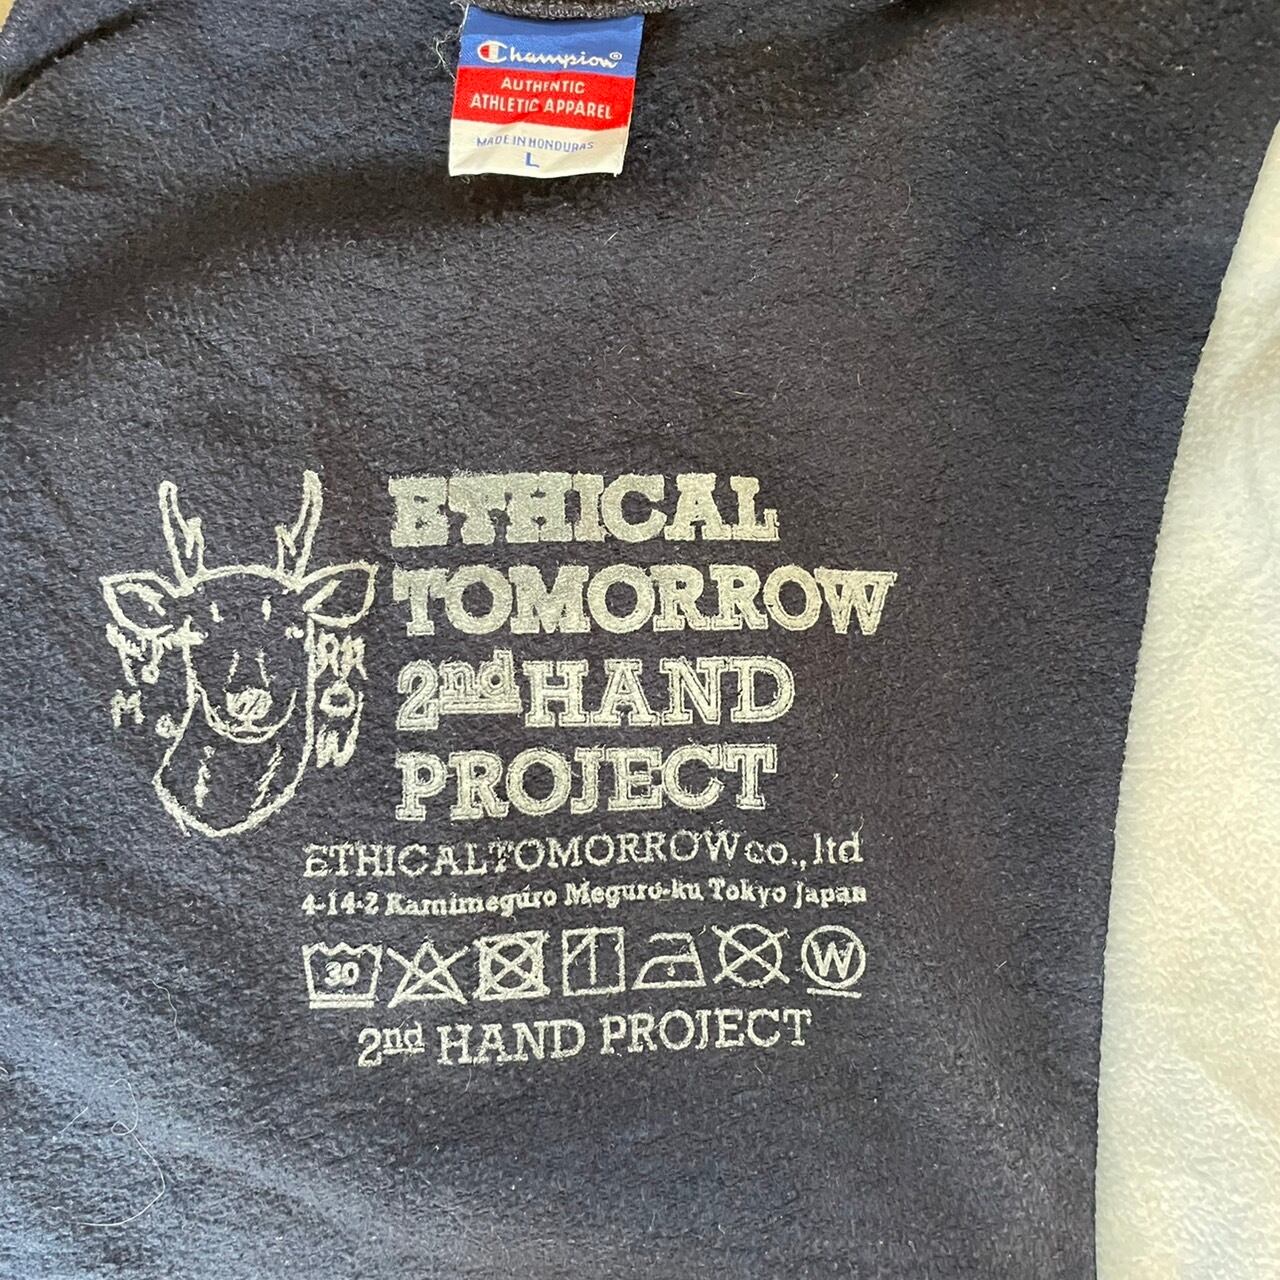 Champion®
AUTHENTIC
ATHLETIC APPAREL
MADE IN HONDURAS
L
ETHICAL
TOMORROW
2nd HAND
PROJECT
ETHICALTOMORROW co., ltd
4-14-2 Kamimeguro Meguro-ku Tokyo Japan
30
W
2nd HAND PROJECT